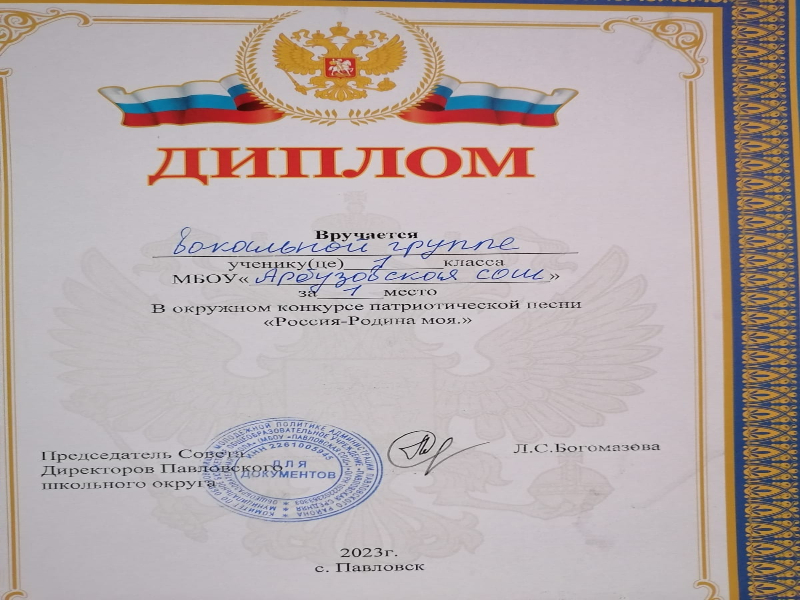 ДИПЛОМ
Вручается
вокальной группе
ученику(це) 1 класса
МБОУ« Арбузовская сош »
за 1 место
В окружном конкурсе патриотической песни
«Россия-Родина моя.»
Председатель Совета
Директоров Павловского
школьного округа
ДЛЯ
ДОКУМЕНТОВ
Л.С.Богомазова
2023г.
с. Павловск